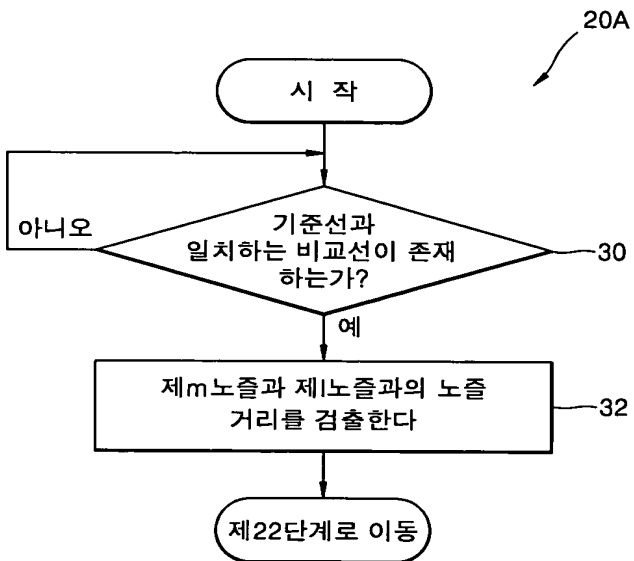 20A
시 작
아니오
기준선과
일치하는 비교선이 존재
하는가?
30
예
제m노즐과 제l노즐과의 노즐
거리를 검출한다
32
제22단계로 이동